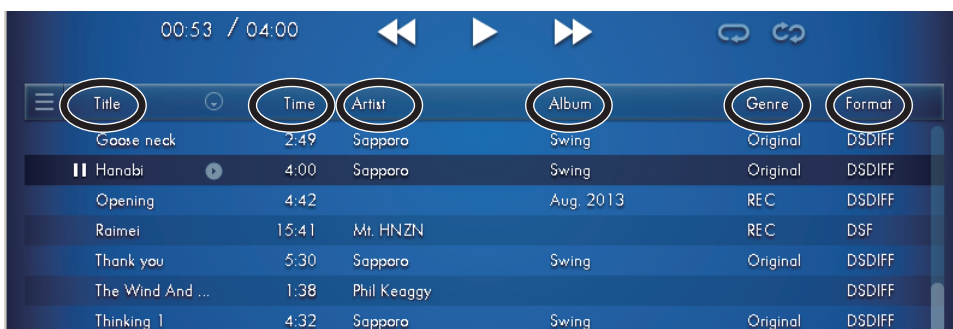 00:53 / 04:00
Title Time Artist Album Genre Format
Goose neck 2:49 Sapporo Swing Original DSDIFF
Hanabi 4:00 Sapporo Swing Original DSDIFF
Opening 4:42 Aug. 2013 REC DSDIFF
Raimei 15:41 Mt. HNZN REC DSF
Thank you 5:30 Sapporo Swing Original DSDIFF
The Wind And ... 1:38 Phil Keaggy DSDIFF
Thinking 1 4:32 Sapporo Swing Original DSDIFF